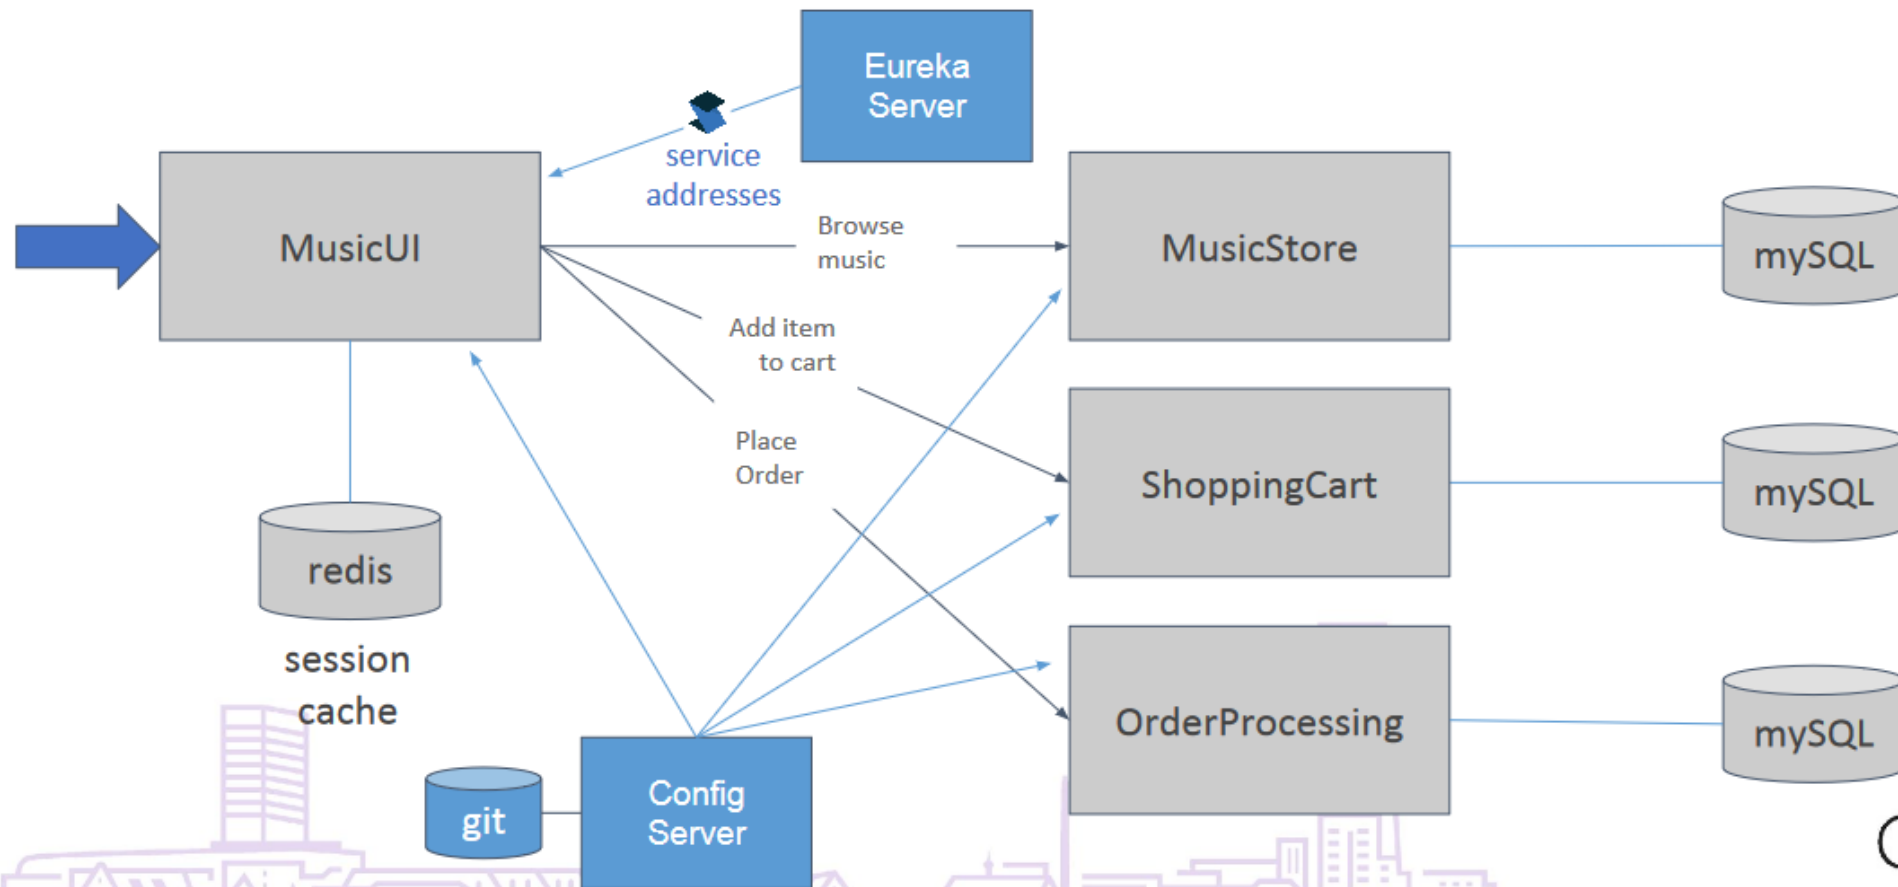 Eureka
Server
service
addresses
MusicUI
Browse
music
MusicStore
mySQL
Add item
to cart
Place
Order
ShoppingCart
mySQL
redis
session
cache
OrderProcessing
mySQL
git
Config
Server